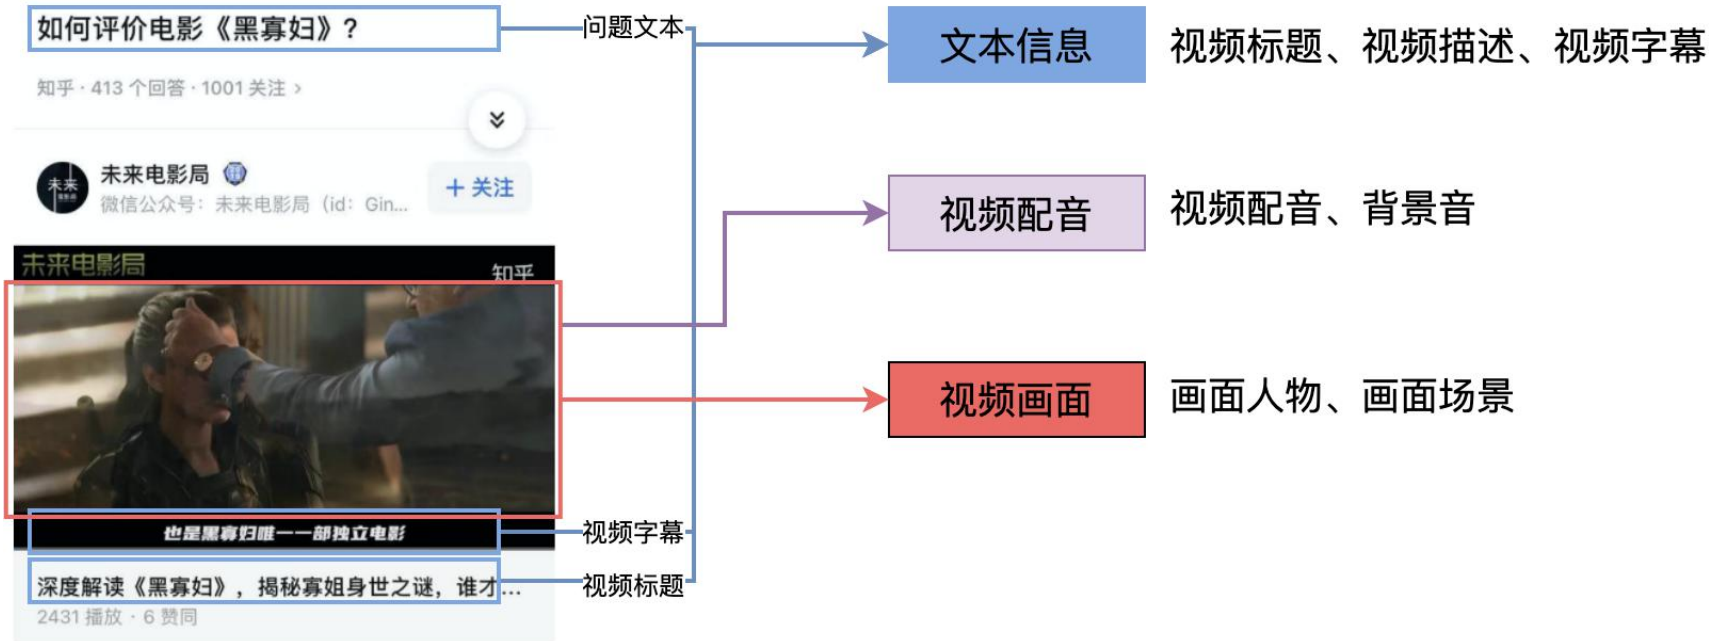 如何评价电影《黑寡妇》?
知乎 · 413 个回答 · 1001 关注 ›
未来电影局
微信公众号:未来电影局(id:Gin...
+ 关注
未来
未来电影局
知乎
也是黑寡妇唯一一部独立电影
深度解读《黑寡妇》,揭秘寡姐身世之谜,谁才...
2431 播放 · 6 赞同
问题文本
视频字幕
视频标题
文本信息
视频标题、视频描述、视频字幕
视频配音
视频配音、背景音
视频画面
画面人物、画面场景